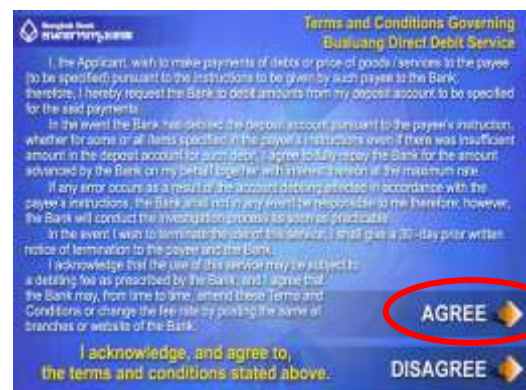 Bangkok Bank
ธนาคารกรุงเทพ
Terms and Conditions Governing
Bualuang Direct Debit Service
I, the Applicant, wish to make payments of debts or price of goods / services to the payee
(to be specified) pursuant to the instructions to be given by such payee to the Bank;
therefore, I hereby request the Bank to debit amounts from my deposit account to be specified
for the said payments.
In the event the Bank has debited the deposit account pursuant to the payee's instruction,
whether for some or all items specified in the payee's instructions even if there was insufficient
amount in the deposit account for such debit, I agree to fully repay the Bank for the amount
advanced by the Bank on my behalf together with interest thereon at the maximum rate.
If any error occurs as a result of the account debiting effected in accordance with the
payee's instructions, the Bank shall not in any event be responsible to me therefore; however,
the Bank will conduct the investigation process as soon as practicable.
In the event I wish to terminate the use of this service, I shall give a 30-day prior written
notice of termination to the payee and the Bank.
I acknowledge that the use of this service may be subject to
a debiting fee as prescribed by the Bank, and I agree that
the Bank may, from time to time, amend these Terms and
Conditions or change the fee rate by posting the same at
branches or website of the Bank.
AGREE
I acknowledge, and agree to,
the terms and conditions stated above.
DISAGREE